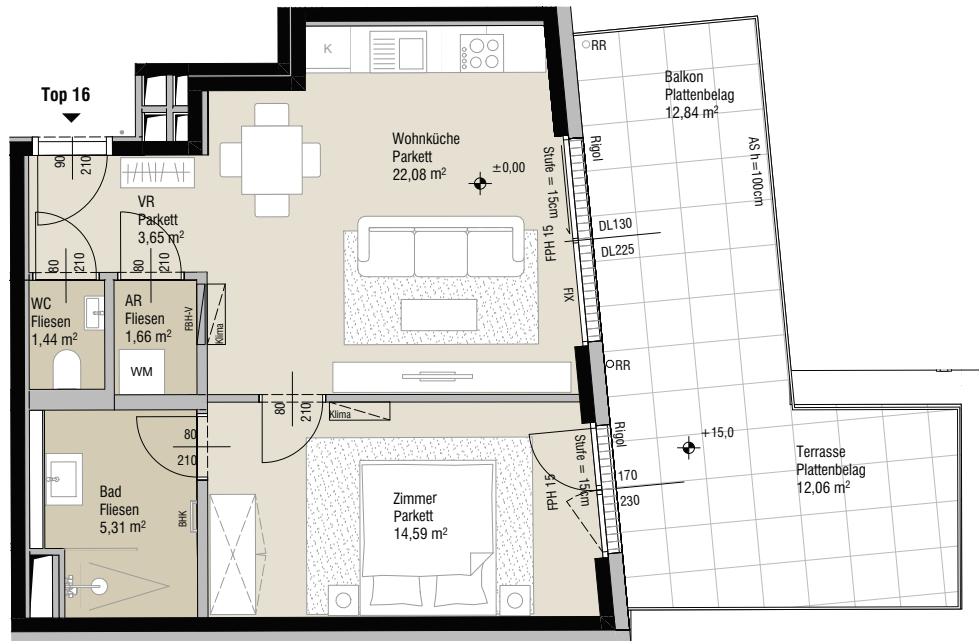 K
RR
Balkon
Plattenbelag
12,84 m²
AS h=100cm
Top 16
90
210
Wohnküche
Parkett
22,08 m²
±0,00
Stufe = 15cm
FPH 15
FIX
Rigol
DL130
DL225
VR
Parkett
3,65 m²
80
210
80
210
WC
Fliesen
1,44 m²
AR
Fliesen
1,66 m²
WM
FBH-V
Klima
RR
80
210
Klima
80
210
Bad
Fliesen
5,31 m²
BHK
Zimmer
Parkett
14,59 m²
Stufe = 15cm
FPH 15
Rigol
170
230
+15,0
Terrasse
Plattenbelag
12,06 m²